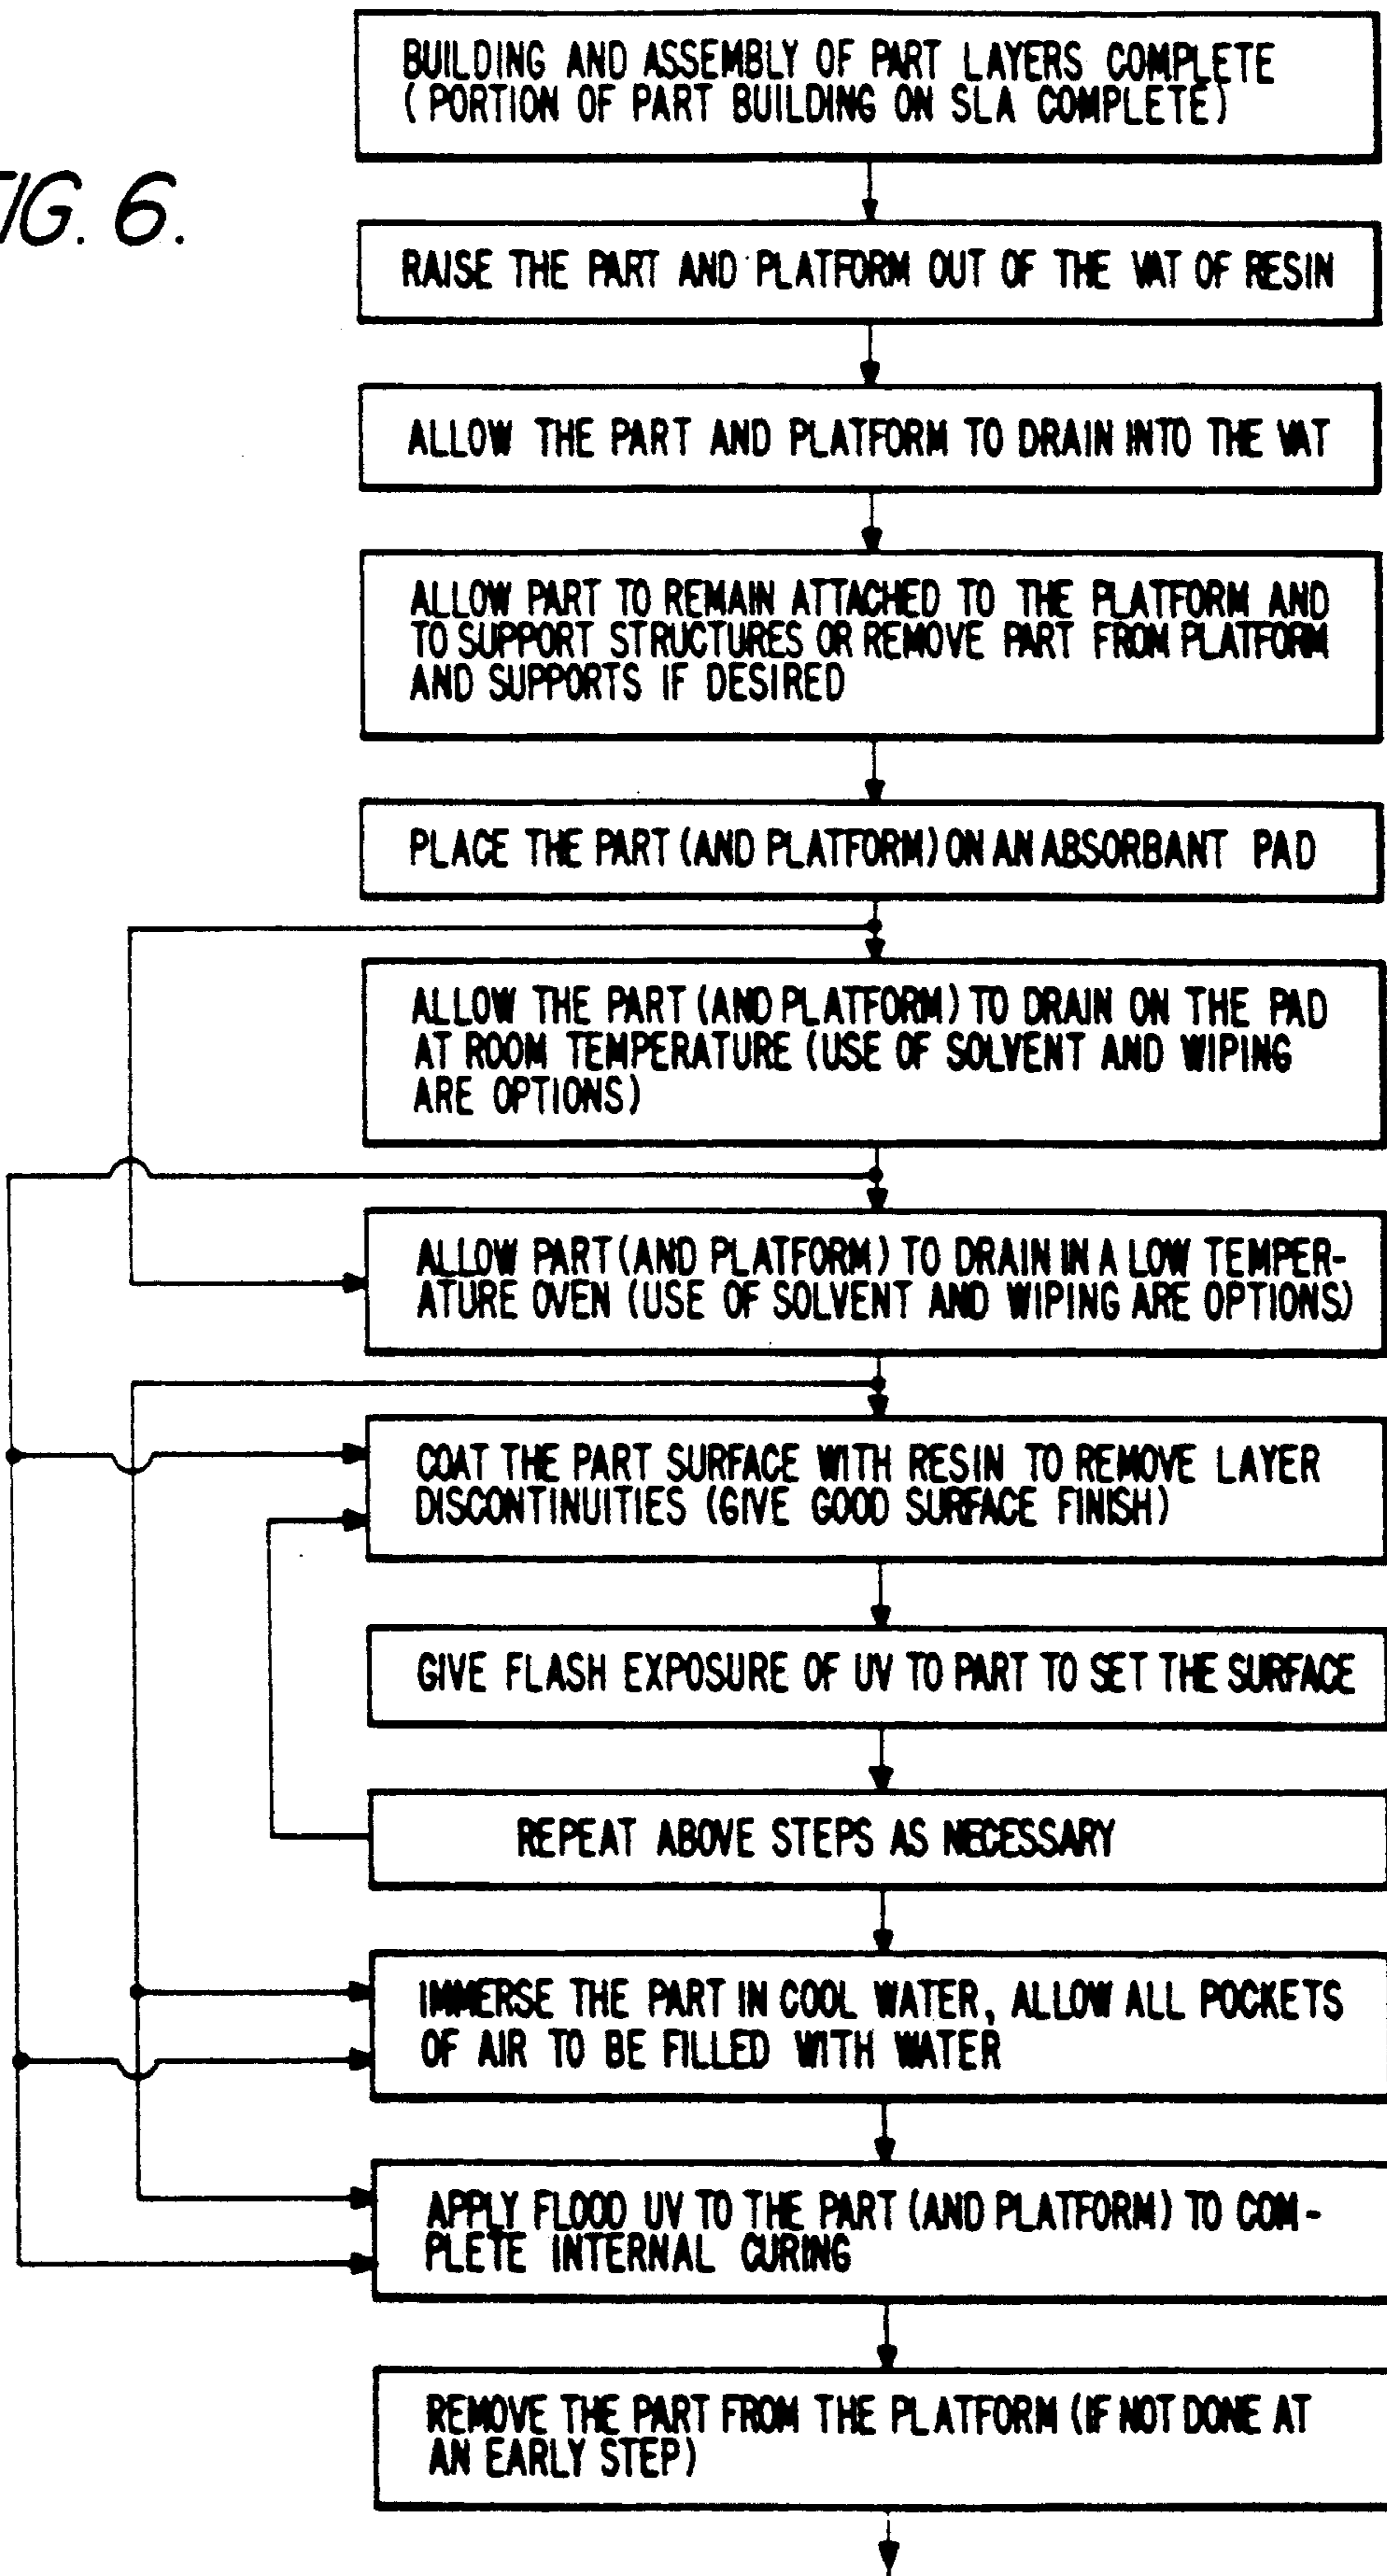 BUILDING AND ASSEMBLY OF PART LAYERS COMPLETE
(PORTION OF PART BUILDING ON SLA COMPLETE)
IG. 6.
RAISE THE PART AND PLATFORM OUT OF THE VAT OF RESIN
ALLOW THE PART AND PLATFORM TO DRAIN INTO THE VAT
ALLOW PART TO REMAIN ATTACHED TO THE PLATFORM AND
TO SUPPORT STRUCTURES OR REMOVE PART FROM PLATFORM
AND SUPPORTS IF DESIRED
PLACE THE PART (AND PLATFORM) ON AN ABSORBANT PAD
ALLOW THE PART (AND PLATFORM) TO DRAIN ON THE PAD
AT ROOM TEMPERATURE (USE OF SOLVENT AND WIPING
ARE OPTIONS)
ALLOW PART (AND PLATFORM) TO DRAIN IN A LOW TEMPER-
ATURE OVEN (USE OF SOLVENT AND WIPING ARE OPTIONS)
COAT THE PART SURFACE WITH RESIN TO REMOVE LAYER
DISCONTINUITIES (GIVE GOOD SURFACE FINISH)
GIVE FLASH EXPOSURE OF UV TO PART TO SET THE SURFACE
REPEAT ABOVE STEPS AS NECESSARY
IMMERSE THE PART IN COOL WATER, ALLOW ALL POCKETS
OF AIR TO BE FILLED WITH WATER
APPLY FLOOD UV TO THE PART (AND PLATFORM) TO COM-
PLETE INTERNAL CURING
REMOVE THE PART FROM THE PLATFORM (IF NOT DONE AT
AN EARLY STEP)